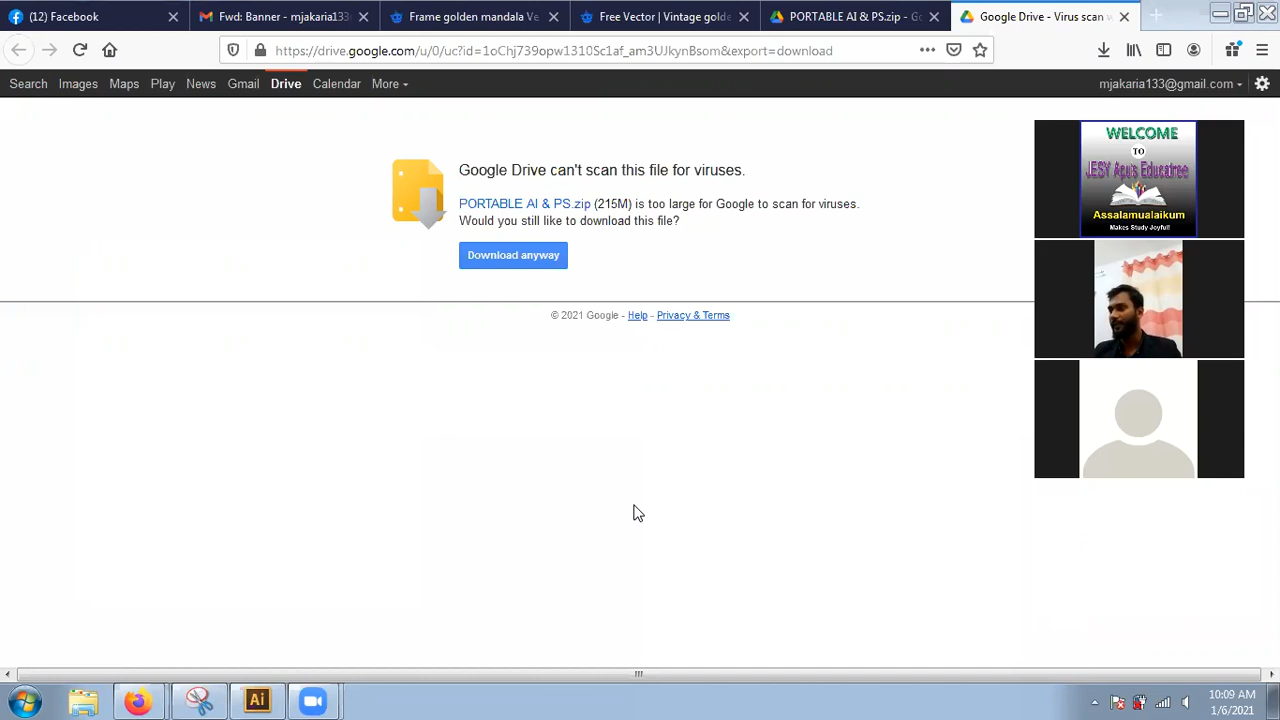 (12) Facebook
Fwd: Banner - mjakaria133
Frame golden mandala Ve
Free Vector | Vintage golde
PORTABLE AI & PS.zip - Go
Google Drive - Virus scan w
https://drive.google.com/u/0/uc?id=1oChj739opw1310Sc1af_am3UJkynBsom&export=download
Search Images Maps Play News Gmail Drive Calendar More
mjakaria133@gmail.com
Google Drive can't scan this file for viruses.
PORTABLE AI & PS.zip (215M) is too large for Google to scan for viruses.
Would you still like to download this file?
Download anyway
© 2021 Google - Help - Privacy & Terms
WELCOME
TO
JESY Apu's Educatree
Assalamualaikum
Makes Study Joyful!
Ai
10:09 AM
1/6/2021